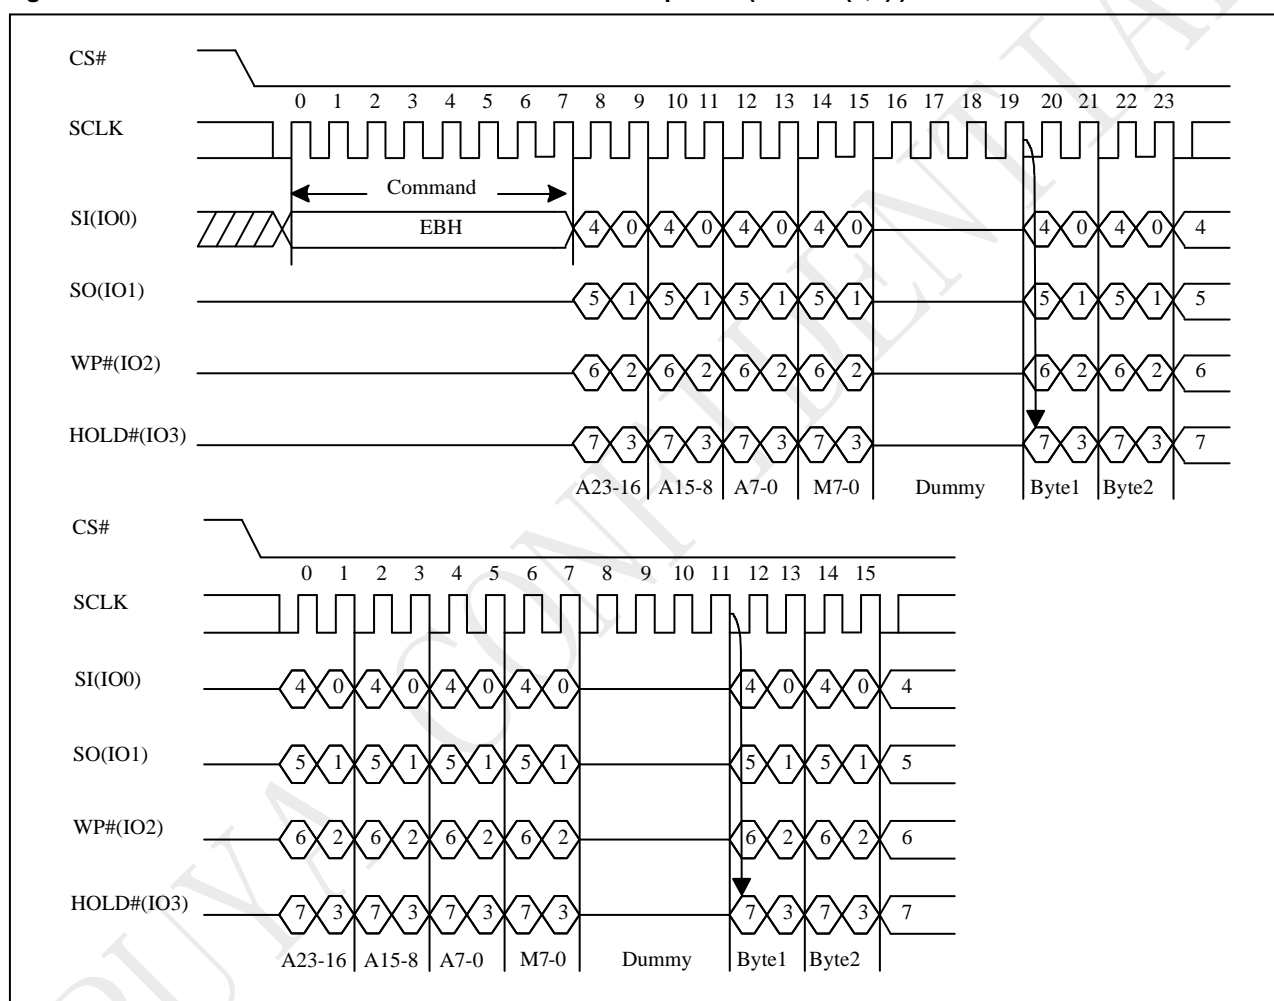 CS#
0 1 2 3 4 5 6 7 8 9 10 11 12 13 14 15 16 17 18 19 20 21 22 23
SCLK
Command
SI(IO0) EBH 4 0 4 0 4 0 4 0 4 0 4 0 4
SO(IO1) 5 1 5 1 5 1 5 1 5 1 5 1 5
WP#(IO2) 6 2 6 2 6 2 6 2 6 2 6 2 6
HOLD#(IO3) 7 3 7 3 7 3 7 3 7 3 7 3 7
A23-16 A15-8 A7-0 M7-0 Dummy Byte1 Byte2
CS#
0 1 2 3 4 5 6 7 8 9 10 11 12 13 14 15
SCLK
SI(IO0) 4 0 4 0 4 0 4 0 4 0 4 0 4
SO(IO1) 5 1 5 1 5 1 5 1 5 1 5 1 5
WP#(IO2) 6 2 6 2 6 2 6 2 6 2 6 2 6
HOLD#(IO3) 7 3 7 3 7 3 7 3 7 3 7 3 7
A23-16 A15-8 A7-0 M7-0 Dummy Byte1 Byte2
PUYA CONFIDENTIAL